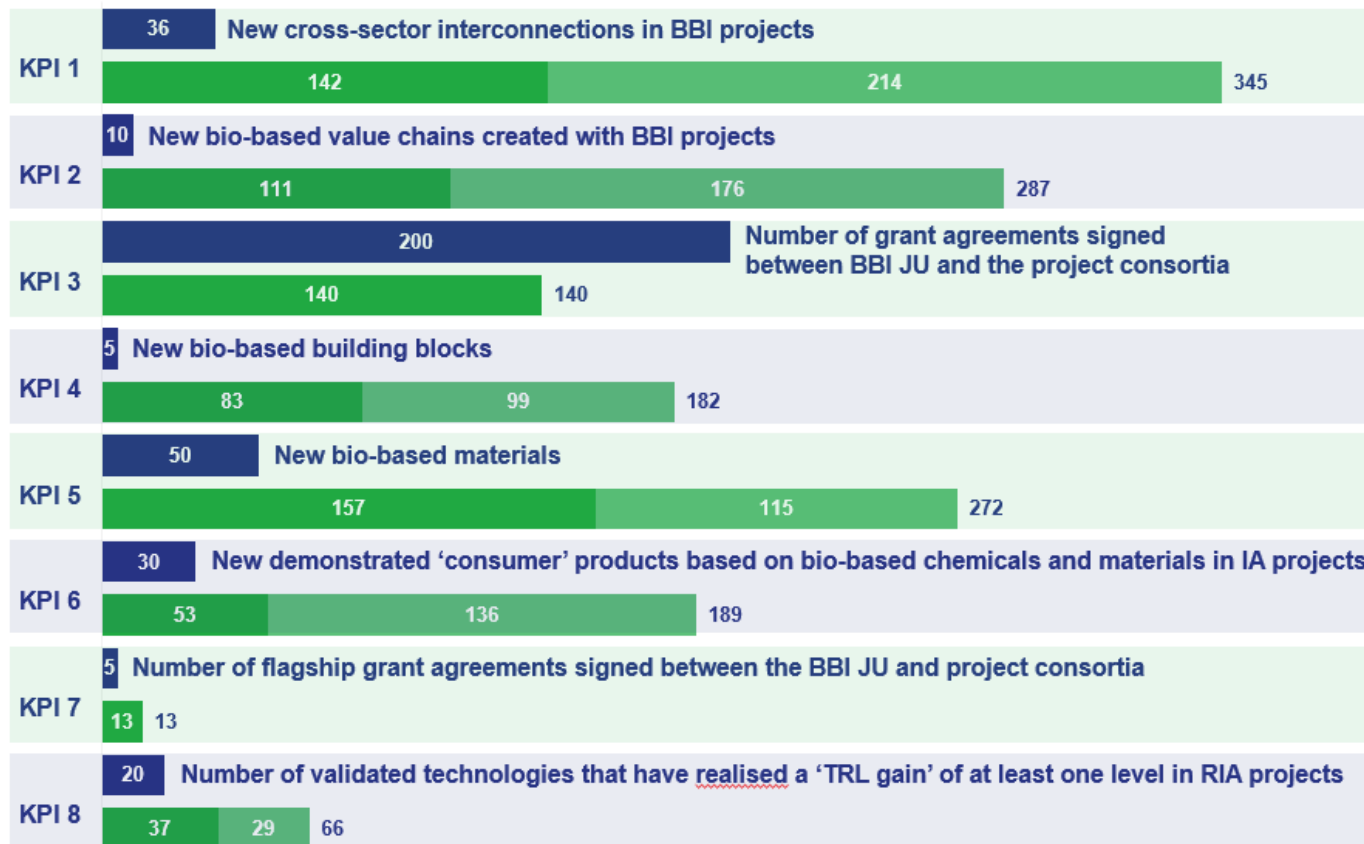 36 New cross-sector interconnections in BBI projects
KPI 1
142 214 345
10 New bio-based value chains created with BBI projects
KPI 2
111 176 287
200 Number of grant agreements signed
between BBI JU and the project consortia
KPI 3
140 140
5 New bio-based building blocks
KPI 4
83 99 182
50 New bio-based materials
KPI 5
157 115 272
30 New demonstrated ‘consumer’ products based on bio-based chemicals and materials in IA projects
KPI 6
53 136 189
5 Number of flagship grant agreements signed between the BBI JU and project consortia
KPI 7
13 13
20 Number of validated technologies that have realised a ‘TRL gain’ of at least one level in RIA projects
KPI 8
37 29 66